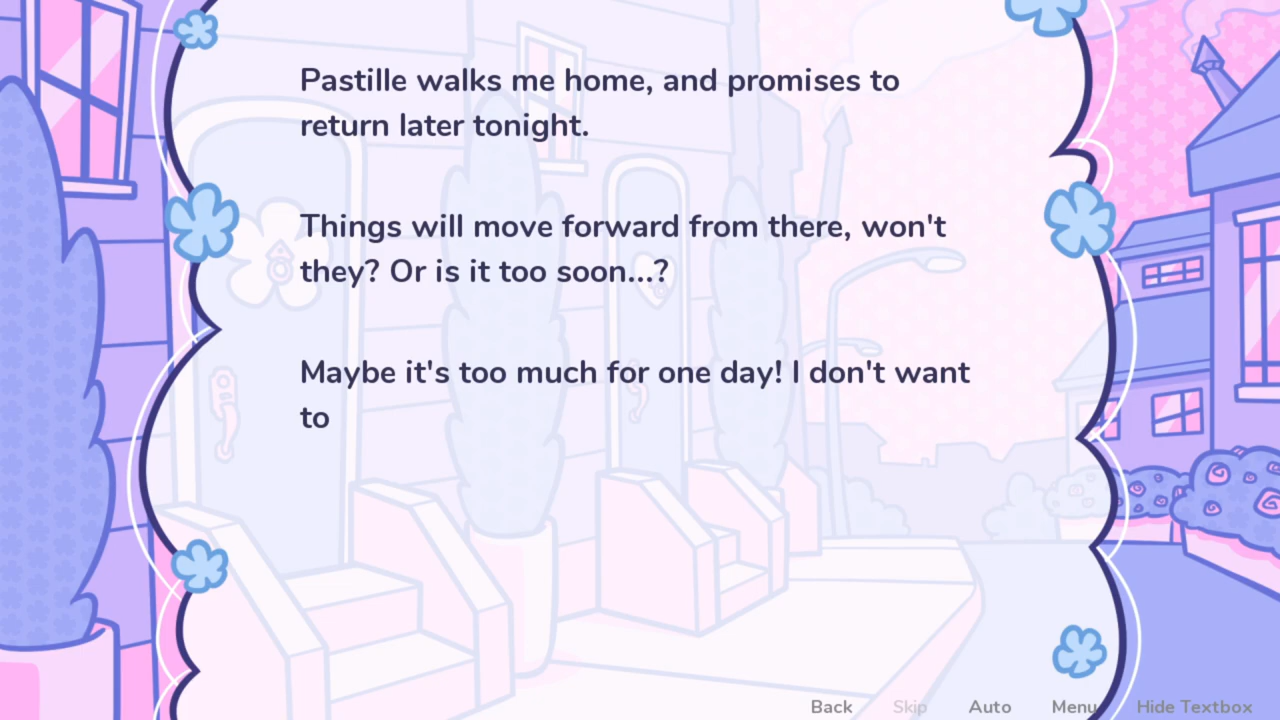 Pastille walks me home, and promises to
return later tonight.
Things will move forward from there, won't
they? Or is it too soon...?
Maybe it's too much for one day! I don't want
to
Back Skip Auto Menu Hide Textbox